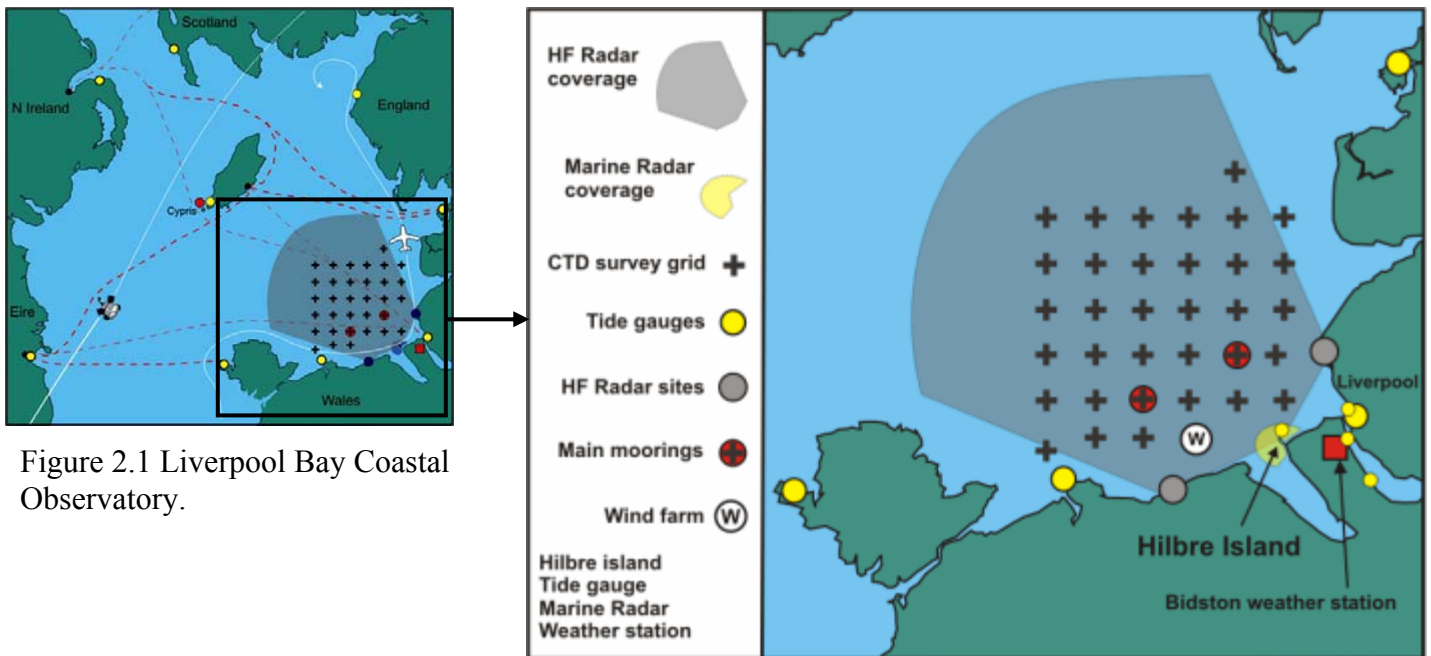 Scotland
N Ireland
England
Cypris
Eire
Wales
Figure 2.1 Liverpool Bay Coastal
Observatory.
HF Radar
coverage
Marine Radar
coverage
CTD survey grid
Tide gauges
HF Radar sites
Main moorings
Wind farm
W
Hilbre island
Tide gauge
Marine Radar
Weather station
Liverpool
W
Hilbre Island
Bidston weather station